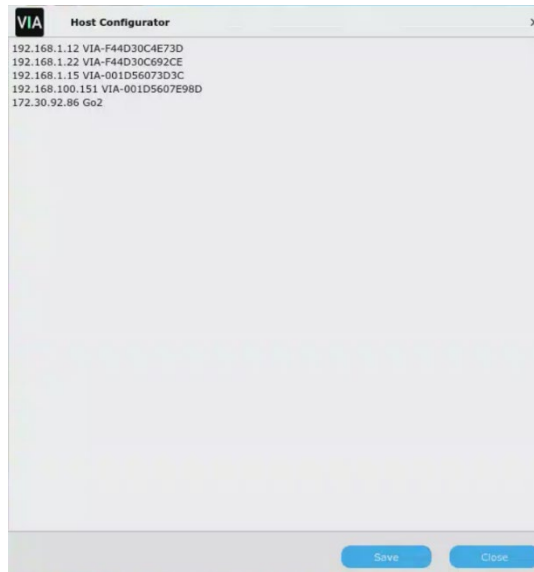 VIA Host Configurator x
192.168.1.12 VIA-F44D30C4E73D
192.168.1.22 VIA-F44D30C692CE
192.168.1.15 VIA-001D56073D3C
192.168.100.151 VIA-001D5607E98D
172.30.92.86 Go2
Save Close